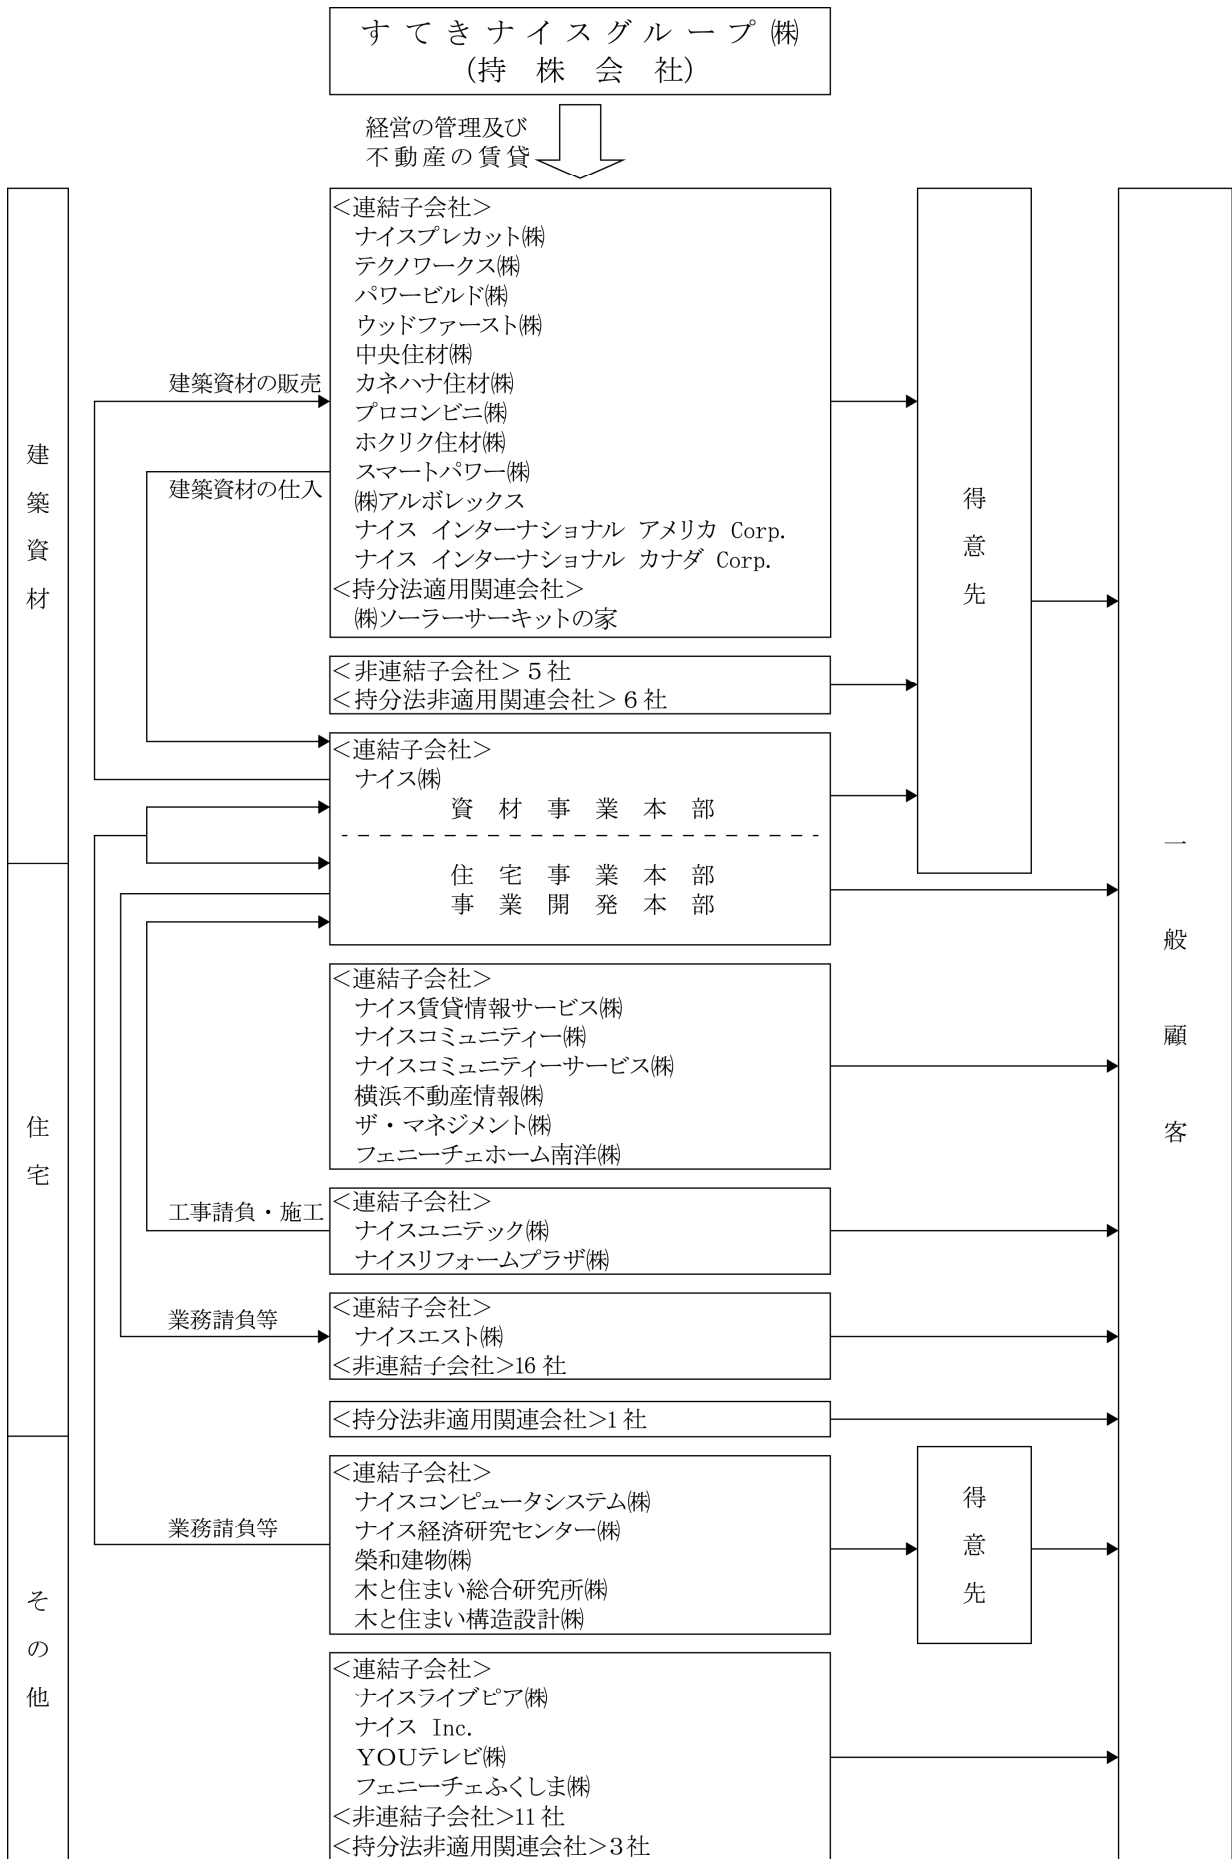 すてきナイスグループ㈱
(持株会社)
経営の管理及び
不動産の賃貸
建築資材
<連結子会社>
ナイスプレカット㈱
テクノワークス㈱
パワービルド㈱
ウッドファースト㈱
中央住材㈱
カネハナ住材㈱
プロコンビニ㈱
ホクリク住材㈱
スマートパワー㈱
㈱アルボレックス
ナイス インターナショナル アメリカ Corp.
ナイス インターナショナル カナダ Corp.
<持分法適用関連会社>
㈱ソーラーサーキットの家
建築資材の販売
建築資材の仕入
<非連結子会社>5社
<持分法非適用関連会社>6社
<連結子会社>
ナイス㈱
資材事業本部
住宅事業本部
事業開発本部
得意先
一般顧客
住宅
<連結子会社>
ナイス賃貸情報サービス㈱
ナイスコミュニティー㈱
ナイスコミュニティーサービス㈱
横浜不動産情報㈱
ザ・マネジメント㈱
フェニーチェホーム南洋㈱
工事請負・施工
<連結子会社>
ナイスユニテック㈱
ナイスリフォームプラザ㈱
業務請負等
<連結子会社>
ナイスエスト㈱
<非連結子会社>16社
<持分法非適用関連会社>1社
その他
業務請負等
<連結子会社>
ナイスコンピュータシステム㈱
ナイス経済研究センター㈱
榮和建物㈱
木と住まい総合研究所㈱
木と住まい構造設計㈱
得意先
<連結子会社>
ナイスライブピア㈱
ナイス Inc.
YOUテレビ㈱
フェニーチェふくしま㈱
<非連結子会社>11社
<持分法非適用関連会社>3社